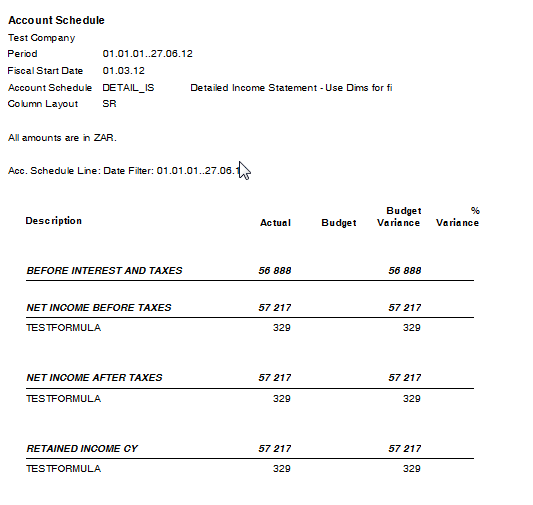 Account Schedule
Test Company
Period 01.01.01..27.06.12
Fiscal Start Date 01.03.12
Account Schedule DETAIL_IS Detailed Income Statement - Use Dims for fi
Column Layout SR
All amounts are in ZAR.
Acc. Schedule Line: Date Filter: 01.01.01..27.06.
Budget %
Description Actual Budget Variance Variance
BEFORE INTEREST AND TAXES 56 888 56 888
NET INCOME BEFORE TAXES 57 217 57 217
TESTFORMULA 329 329
NET INCOME AFTER TAXES 57 217 57 217
TESTFORMULA 329 329
RETAINED INCOME CY 57 217 57 217
TESTFORMULA 329 329